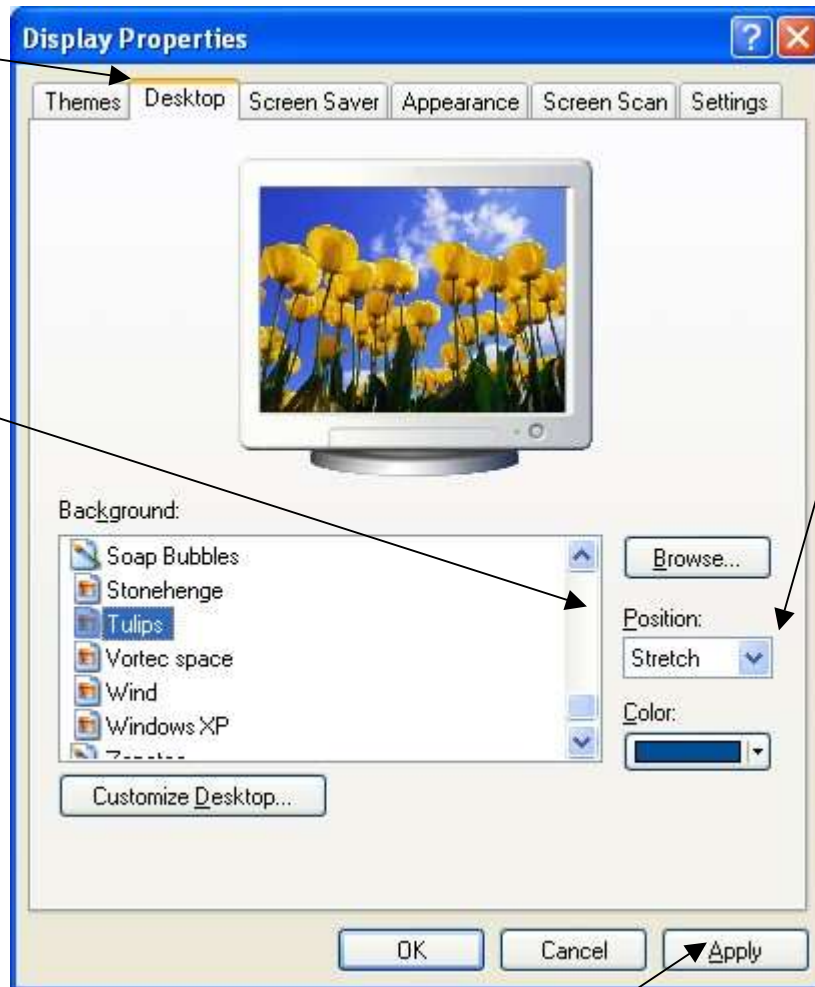 Display Properties
Themes Desktop Screen Saver Appearance Screen Scan Settings
Background:
Soap Bubbles
Stonehenge
Tulips
Vortec space
Wind
Windows XP
Browse...
Position:
Stretch
Color:
Customize Desktop...
OK Cancel Apply